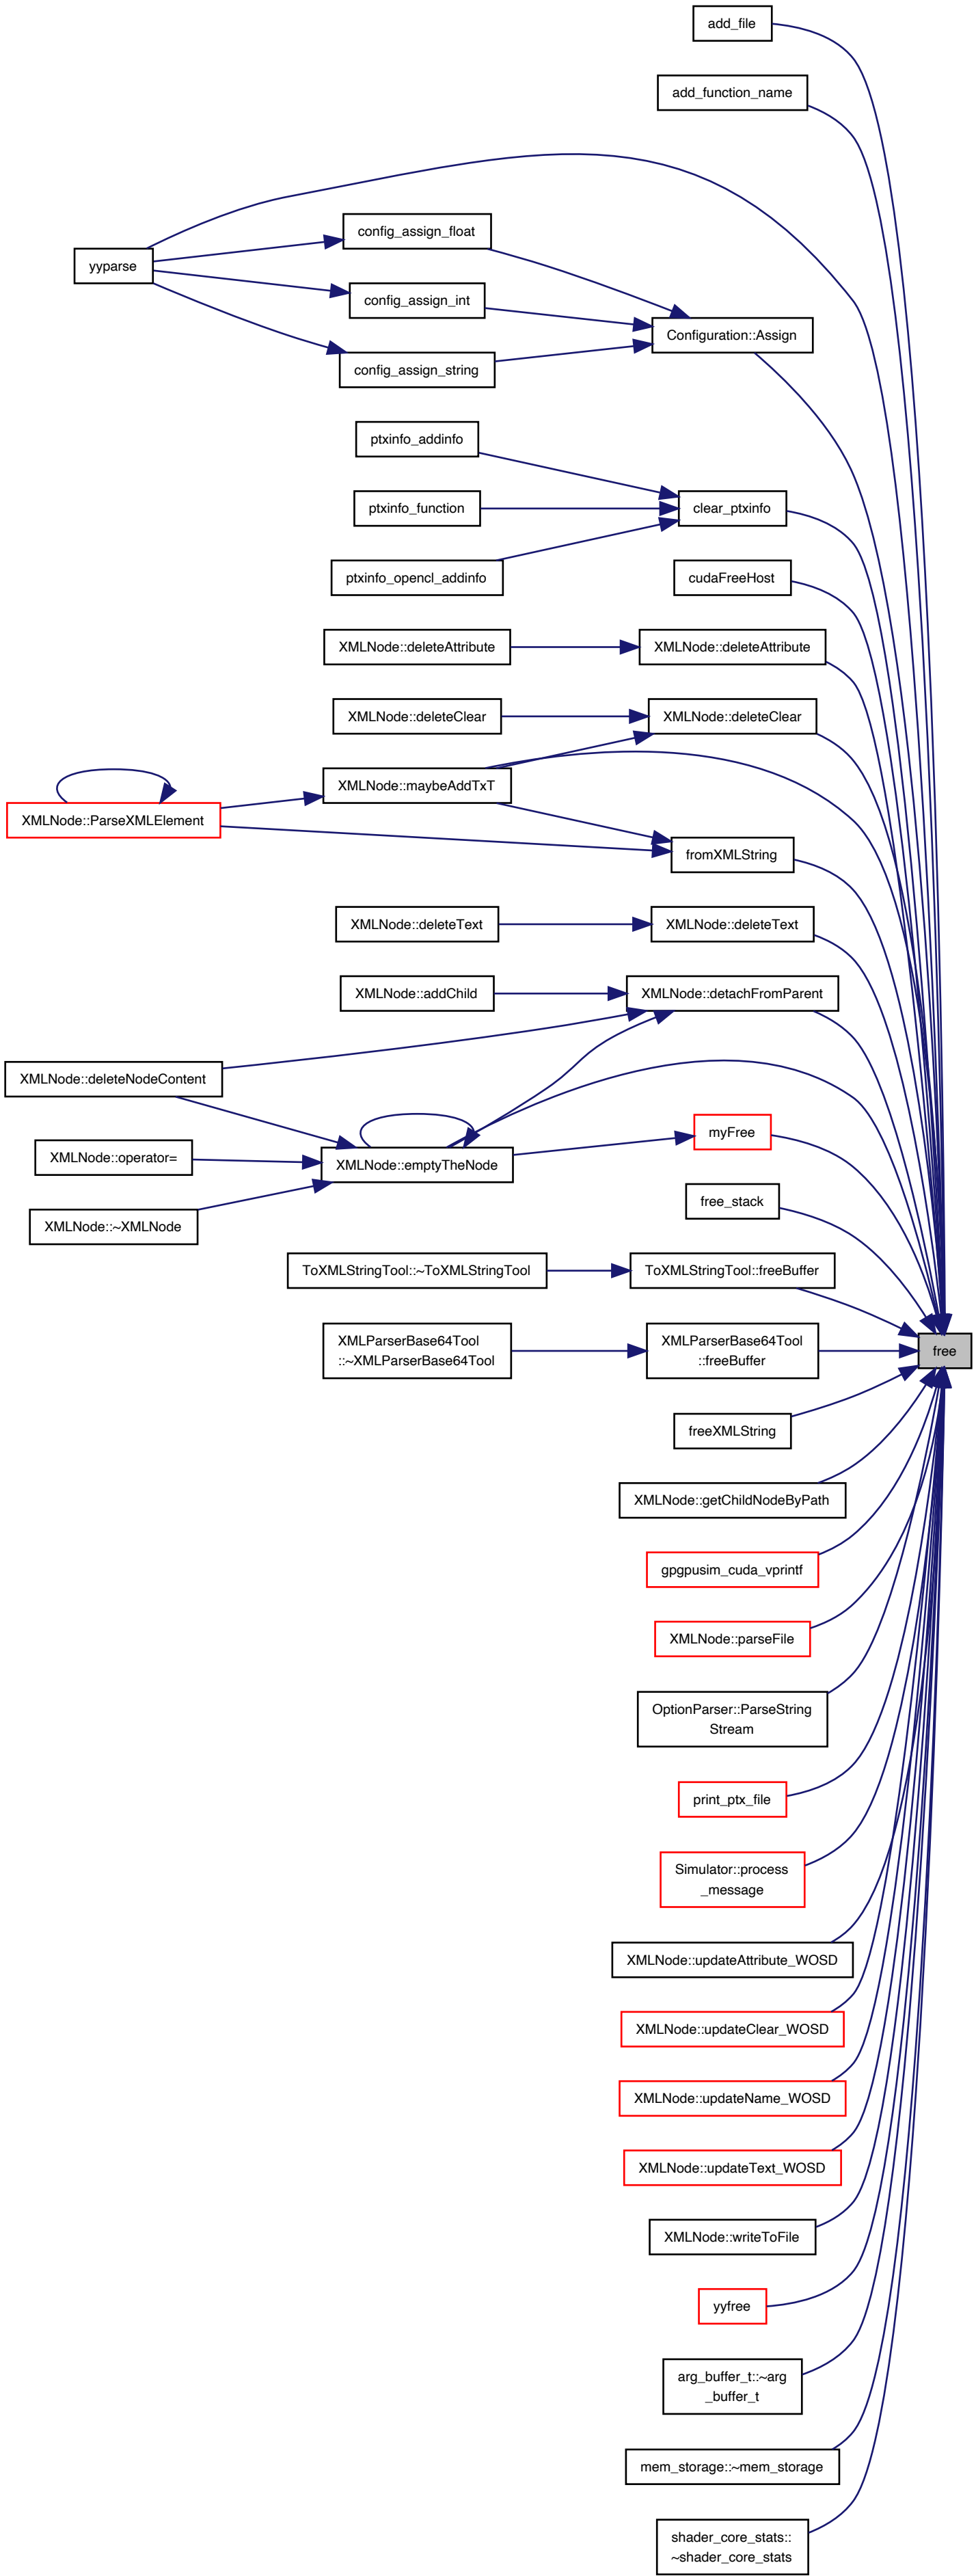 add_file
add_function_name
config_assign_float
yyparse
config_assign_int
Configuration::Assign
config_assign_string
ptxinfo_addinfo
ptxinfo_function
clear_ptxinfo
ptxinfo_opencl_addinfo
cudaFreeHost
XMLNode::deleteAttribute
XMLNode::deleteAttribute
XMLNode::deleteClear
XMLNode::deleteClear
XMLNode::maybeAddTxT
XMLNode::ParseXMLElement
fromXMLString
XMLNode::deleteText
XMLNode::deleteText
XMLNode::addChild
XMLNode::detachFromParent
XMLNode::deleteNodeContent
myFree
XMLNode::operator=
XMLNode::emptyTheNode
free_stack
XMLNode::~XMLNode
ToXMLStringTool::~ToXMLStringTool
ToXMLStringTool::freeBuffer
XMLParserBase64Tool
::~XMLParserBase64Tool
XMLParserBase64Tool
::freeBuffer
free
freeXMLString
XMLNode::getChildNodeByPath
gpgpusim_cuda_vprintf
XMLNode::parseFile
OptionParser::ParseString
Stream
print_ptx_file
Simulator::process
_message
XMLNode::updateAttribute_WOSD
XMLNode::updateClear_WOSD
XMLNode::updateName_WOSD
XMLNode::updateText_WOSD
XMLNode::writeToFile
yyfree
arg_buffer_t::~arg
_buffer_t
mem_storage::~mem_storage
shader_core_stats::
~shader_core_stats